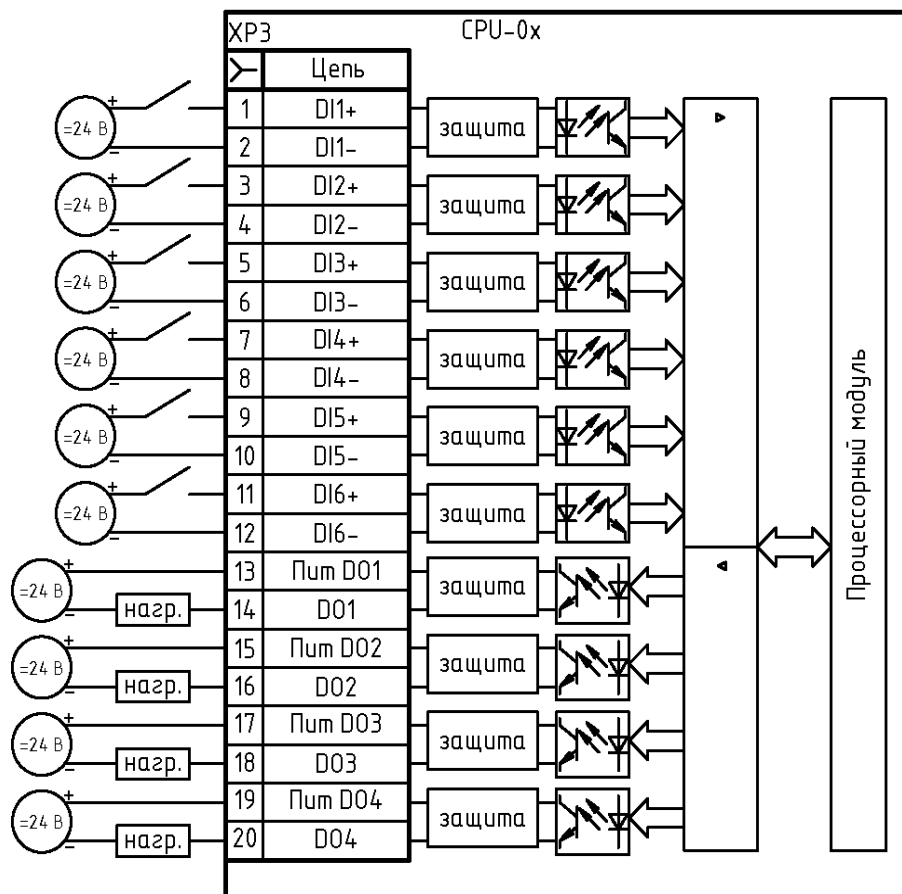 XP3 CPU-0x
Цепь
=24 В + − 1 DI1+ защита
2 DI1-
=24 В + − 3 DI2+ защита
4 DI2-
=24 В + − 5 DI3+ защита
6 DI3-
=24 В + − 7 DI4+ защита
8 DI4-
=24 В + − 9 DI5+ защита
10 DI5-
=24 В + − 11 DI6+ защита
12 DI6-
=24 В + − 13 Пит DO1 защита
нагр. 14 DO1
=24 В + − 15 Пит DO2 защита
нагр. 16 DO2
=24 В + − 17 Пит DO3 защита
нагр. 18 DO3
=24 В + − 19 Пит DO4 защита
нагр. 20 DO4
Процессорный модуль